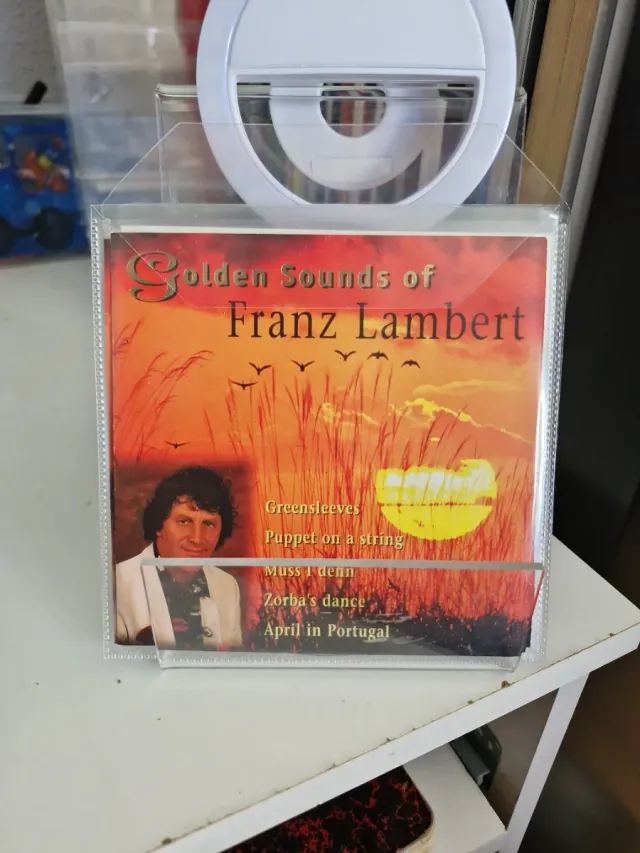 Golden Sounds of
Franz Lambert
Greensleeves
Puppet on a string
Muss I denn
Zorba's dance
April in Portugal